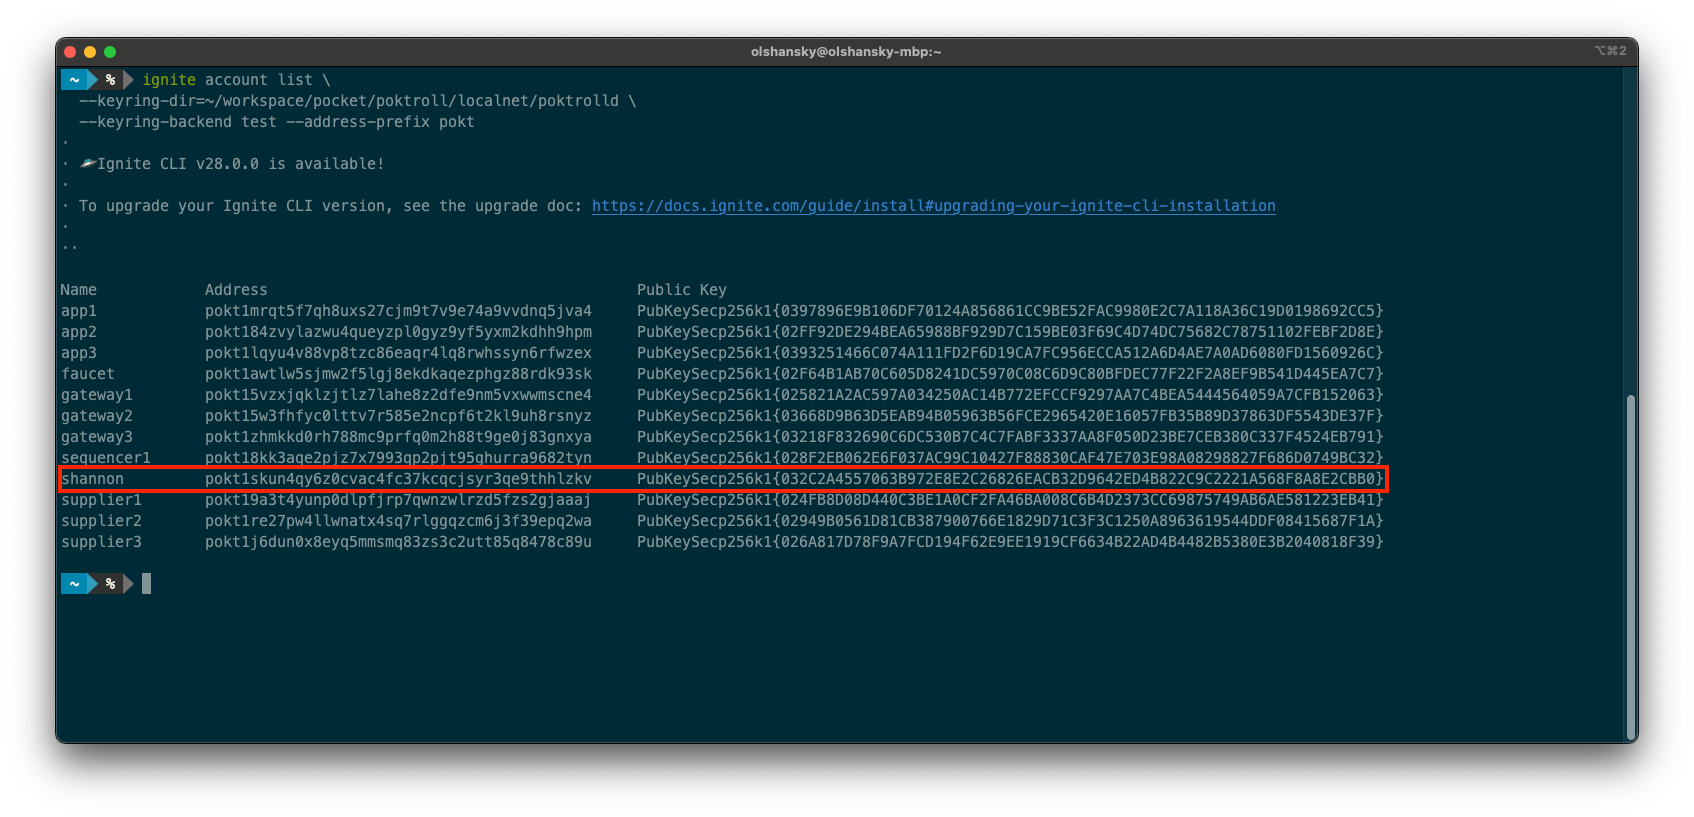 olshansky@olshansky-mbp:~
⌥⌘2
~ % ignite account list \
--keyring-dir=~/workspace/pocket/poktroll/localnet/poktrolld \
--keyring-backend test --address-prefix pokt
·
· 🛸Ignite CLI v28.0.0 is available!
·
· To upgrade your Ignite CLI version, see the upgrade doc: https://docs.ignite.com/guide/install#upgrading-your-ignite-cli-installation
·
··
Name Address Public Key
app1 pokt1mrqt5f7qh8uxs27cjm9t7v9e74a9vvdnq5jva4 PubKeySecp256k1{0397896E9B106DF70124A856861CC9BE52FAC9980E2C7A118A36C19D0198692CC5}
app2 pokt184zvylazwu4queyzpl0gyz9yf5yxm2kdhh9hpm PubKeySecp256k1{02FF92DE294BEA65988BF929D7C159BE03F69C4D74DC75682C78751102FEBF2D8E}
app3 pokt1lqyu4v88vp8tzc86eaqr4lq8rwhssyn6rfwzex PubKeySecp256k1{0393251466C074A111FD2F6D19CA7FC956ECCA512A6D4AE7A0AD6080FD1560926C}
faucet pokt1awtlw5sjmw2f5lgj8ekdkaqezphgz88rdk93sk PubKeySecp256k1{02F64B1AB70C605D8241DC5970C08C6D9C80BFDEC77F22F2A8EF9B541D445EA7C7}
gateway1 pokt15vzxjqklzjtlz7lahe8z2dfe9nm5vxwwmscne4 PubKeySecp256k1{025821A2AC597A034250AC14B772EFCCF9297AA7C4BEA5444564059A7CFB152063}
gateway2 pokt15w3fhfyc0lttv7r585e2ncpf6t2kl9uh8rsnyz PubKeySecp256k1{03668D9B63D5EAB94B05963B56FCE2965420E16057FB35B89D37863DF5543DE37F}
gateway3 pokt1zhmkkd0rh788mc9prfq0m2h88t9ge0j83gnxya PubKeySecp256k1{03218F832690C6DC530B7C4C7FABF3337AA8F050D23BE7CEB380C337F4524EB791}
sequencer1 pokt18kk3aqe2pjz7x7993qp2pjt95ghurra9682tyn PubKeySecp256k1{028F2EB062E6F037AC99C10427F88830CAF47E703E98A08298827F686D0749BC32}
shannon pokt1skun4qy6z0cvac4fc37kcqcjsyr3qe9thhlzkv PubKeySecp256k1{032C2A4557063B972E8E2C26826EACB32D9642ED4B822C9C2221A568F8A8E2CBB0}
supplier1 pokt19a3t4yunp0dlpfjrp7qwnzwlrzd5fzs2gjaaaj PubKeySecp256k1{024FB8D08D440C3BE1A0CF2FA46BA008C6B4D2373CC69875749AB6AE581223EB41}
supplier2 pokt1re27pw4llwnatx4sq7rlggqzcm6j3f39epq2wa PubKeySecp256k1{02949B0561D81CB387900766E1829D71C3F3C1250A8963619544DDF08415687F1A}
supplier3 pokt1j6dun0x8eyq5mmsmq83zs3c2utt85q8478c89u PubKeySecp256k1{026A817D78F9A7FCD194F62E9EE1919CF6634B22AD4B4482B5380E3B2040818F39}
~ %